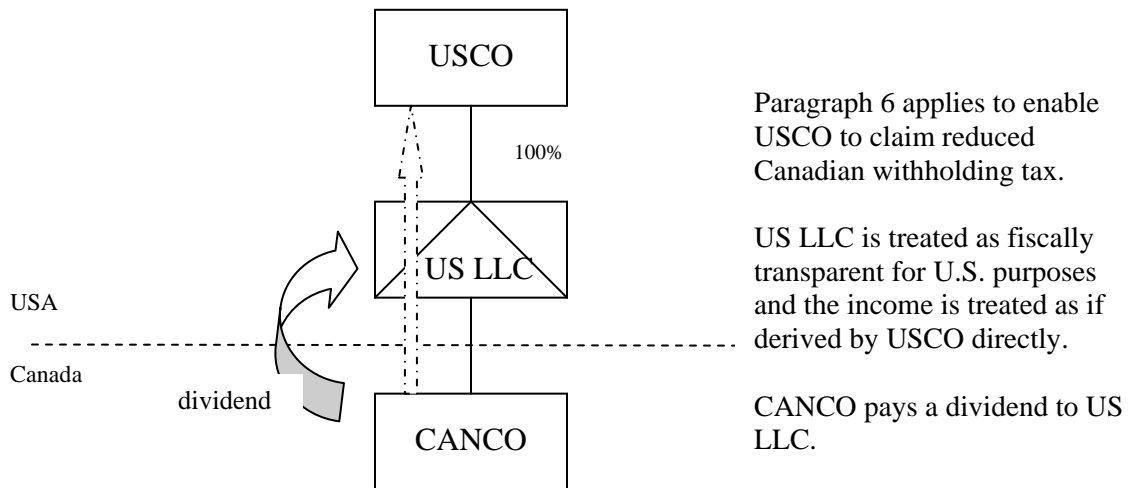 USCO
100%
US LLC
USA
Canada
dividend
CANCO
Paragraph 6 applies to enable
USCO to claim reduced
Canadian withholding tax.
US LLC is treated as fiscally
transparent for U.S. purposes
and the income is treated as if
derived by USCO directly.
CANCO pays a dividend to US
LLC.